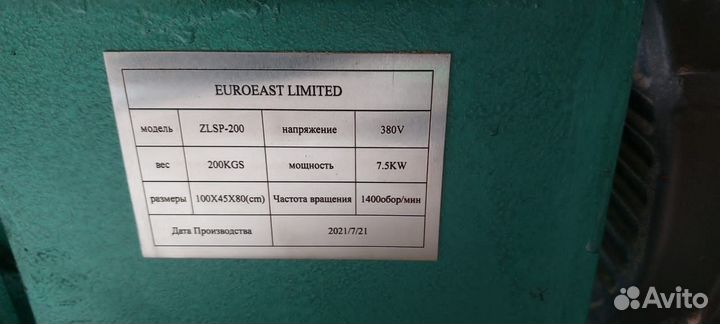 EUROEAST LIMITED
модель ZLSP-200 напряжение 380V
вес 200KGS мощность 7.5KW
размеры 100X45X80(cm) Частота вращения 1400обор/мин
Дата Производства 2021/7/21
Avito